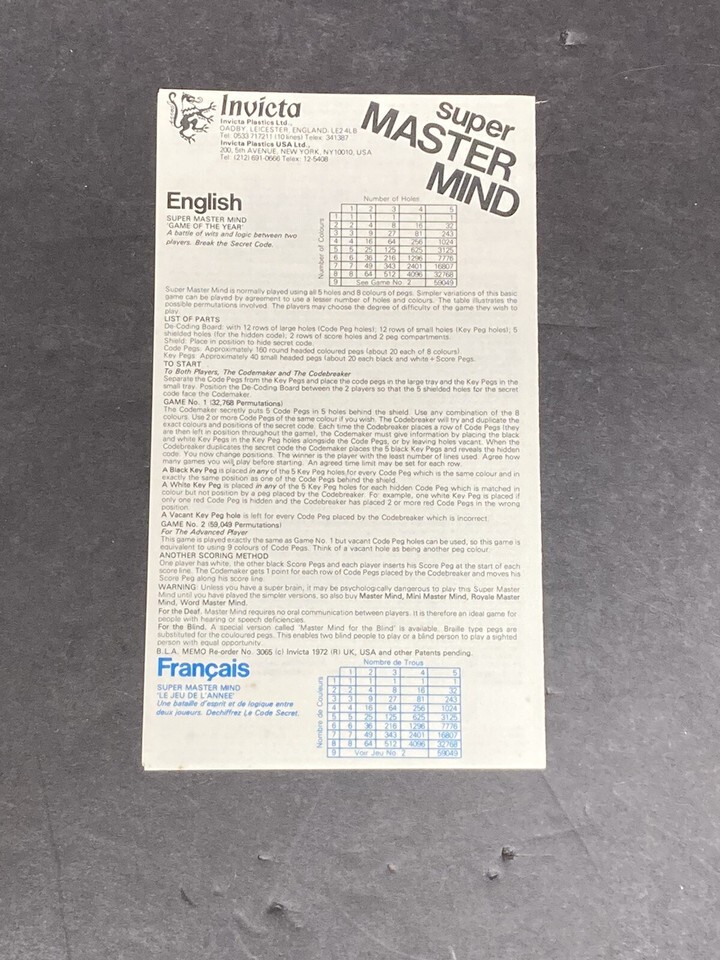 Invicta
Invicta Plastics Ltd.,
OADBY, LEICESTER, ENGLAND. LE2 4LB
Tel. 0533 717211 (10 lines) Telex: 341387
Invicta Plastics USA Ltd.,
200, 5th AVENUE, NEW YORK, NY10010, USA
Tel. (212) 691-0666 Telex: 12-5408
Super
MASTER
MIND
English
SUPER MASTER MIND
'GAME OF THE YEAR'
A battle of wits and logic between two
players. Break the Secret Code.
Number of Holes
Number of Colours
1 2 3 4 5
1 1 1 1 1 1
2 2 4 8 16 32
3 3 9 27 81 243
4 4 16 64 256 1024
5 5 25 125 625 3125
6 6 36 216 1296 7776
7 7 49 343 2401 16807
8 8 64 512 4096 32768
9 See Game No. 2 59049
Super Master Mind is normally played using all 5 holes and 8 colours of pegs. Simpler variations of this basic
game can be played by agreement to use a lesser number of holes and colours. The table illustrates the
possible permutations involved. The players may choose the degree of difficulty of the game they wish to
play.
LIST OF PARTS
De-Coding Board: with 12 rows of large holes (Code Peg holes); 12 rows of small holes (Key Peg holes); 5
shielded holes (for the hidden code); 2 rows of score holes and 2 peg compartments.
Shield: Place in position to hide secret code.
Code Pegs: Approximately 160 round headed coloured pegs (about 20 each of 8 colours).
Key Pegs: Approximately 40 small headed pegs (about 20 each black and white + Score Pegs.
TO START
To Both Players, The Codemaker and The Codebreaker
Separate the Code Pegs from the Key Pegs and place the code pegs in the large tray and the Key Pegs in the
small tray. Position the De-Coding Board between the 2 players so that the 5 shielded holes for the secret
code face the Codemaker.
GAME No. 1 (32,768 Permutations)
The Codemaker secretly puts 5 Code Pegs in 5 holes behind the shield. Use any combination of the 8
colours. Use 2 or more Code Pegs of the same colour if you wish. The Codebreaker will try and duplicate the
exact colours and positions of the secret code. Each time the Codebreaker places a row of Code Pegs (they
are then left in position throughout the game), the Codemaker must give information by placing the black
and white Key Pegs in the Key Peg holes alongside the Code Pegs, or by leaving holes vacant. When the
Codebreaker duplicates the secret code the Codemaker places the 5 black Key Pegs and reveals the hidden
code. You now change positions. The winner is the player with the least number of lines used. Agree how
many games you will play before starting. An agreed time limit may be set for each row.
A Black Key Peg is placed in any of the 5 Key Peg holes for every Code Peg which is the same colour and in
exactly the same position as one of the Code Pegs behind the shield.
A White Key Peg is placed in any of the 5 Key Peg holes for each hidden Code Peg which is matched in
colour but not position by a peg placed by the Codebreaker. For example, one white Key Peg is placed if
only one red Code Peg is hidden and the Codebreaker has placed 2 or more red Code Pegs in the wrong
position.
A Vacant Key Peg hole is left for every Code Peg placed by the Codebreaker which is incorrect.
GAME No. 2 (59,049 Permutations)
For The Advanced Player
This game is played exactly the same as Game No. 1 but vacant Code Peg holes can be used, so this game is
equivalent to using 9 colours of Code Pegs. Think of a vacant hole as being another peg colour.
ANOTHER SCORING METHOD
One player has white, the other black Score Pegs and each player inserts his Score Peg at the start of each
score line. The Codemaker gets 1 point for each row of Code Pegs placed by the Codebreaker and moves his
Score Peg along his score line.
WARNING: Unless you have a super brain, it may be psychologically dangerous to play this Super Master
Mind until you have played the simpler versions, so also buy Master Mind, Mini Master Mind, Royale Master
Mind, Word Master Mind.
For the Deaf. Master Mind requires no oral communication between players. It is therefore an ideal game for
people with hearing or speech deficiencies.
For the Blind. A special version called 'Master Mind for the Blind' is available. Braille type pegs are
substituted for the couloured pegs. This enables two blind people to play or a blind person to play a sighted
person with equal opportunity.
B.L.A. MEMO Re-order No. 3065 (c) Invicta 1972 (R) UK, USA and other Patents pending.
Français
SUPER MASTER MIND
'LE JEU DE L'ANNEE'
Une bataille d'esprit et de logique entre
deux joueurs. Dechiffrez Le Code Secret.
Nombre de Trous
Nombre de Couleurs
1 2 3 4 5
1 1 1 1 1 1
2 2 4 8 16 32
3 3 9 27 81 243
4 4 16 64 256 1024
5 5 25 125 625 3125
6 6 36 216 1296 7776
7 7 49 343 2401 16807
8 8 64 512 4096 32768
9 Voir Jeu No. 2 59049